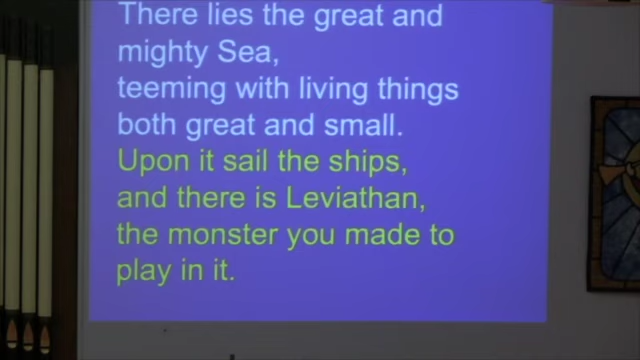 There lies the great and
mighty Sea,
teeming with living things
both great and small.
Upon it sail the ships,
and there is Leviathan,
the monster you made to
play in it.